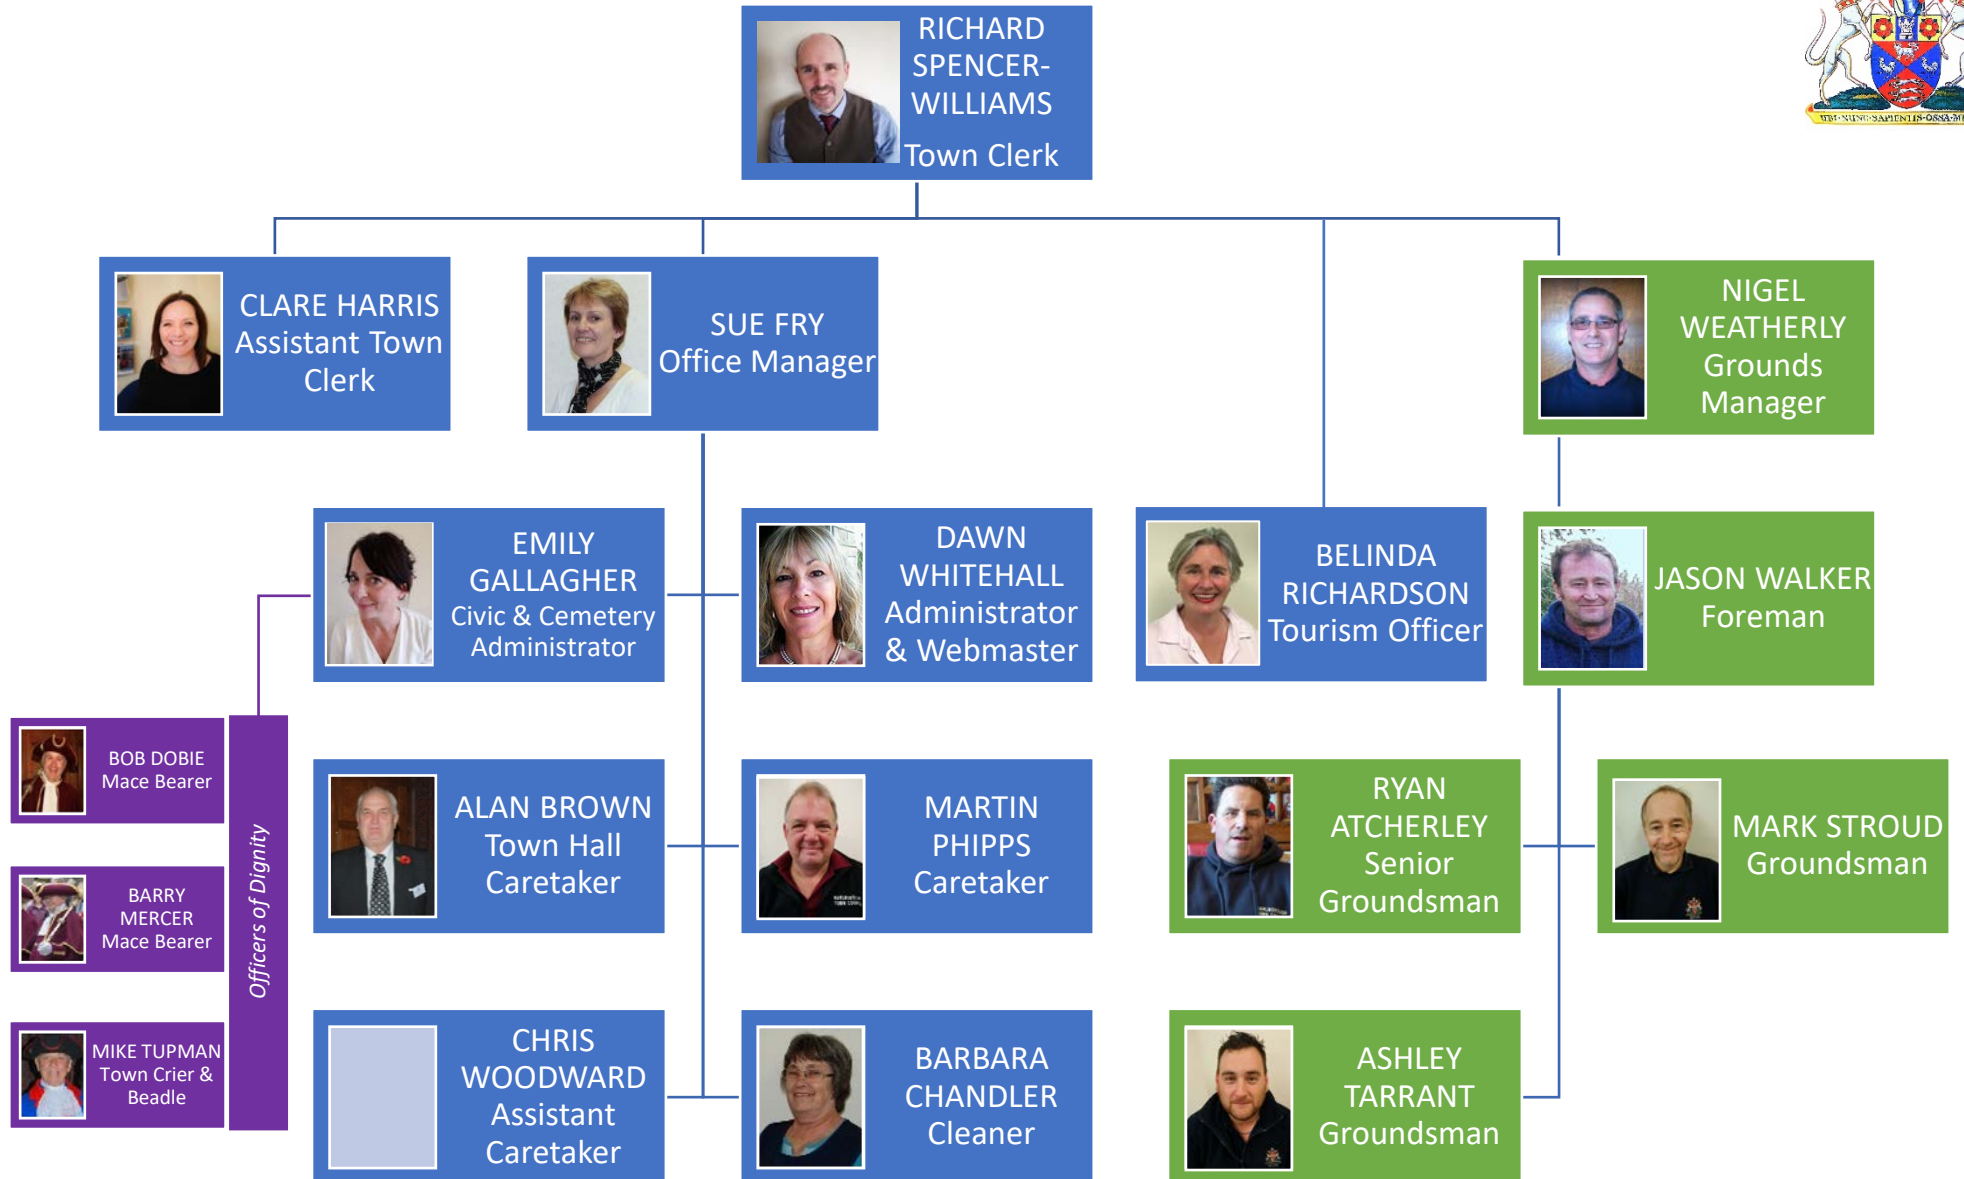 RICHARD
SPENCER-
WILLIAMS
Town Clerk
CLARE HARRIS
Assistant Town
Clerk
SUE FRY
Office Manager
NIGEL
WEATHERLY
Grounds
Manager
EMILY
GALLAGHER
Civic & Cemetery
Administrator
DAWN
WHITEHALL
Administrator
& Webmaster
BELINDA
RICHARDSON
Tourism Officer
JASON WALKER
Foreman
BOB DOBIE
Mace Bearer
BARRY
MERCER
Mace Bearer
MIKE TUPMAN
Town Crier &
Beadle
Officers of Dignity
ALAN BROWN
Town Hall
Caretaker
MARTIN
PHIPPS
Caretaker
RYAN
ATCHERLEY
Senior
Groundsman
MARK STROUD
Groundsman
CHRIS
WOODWARD
Assistant
Caretaker
BARBARA
CHANDLER
Cleaner
ASHLEY
TARRANT
Groundsman